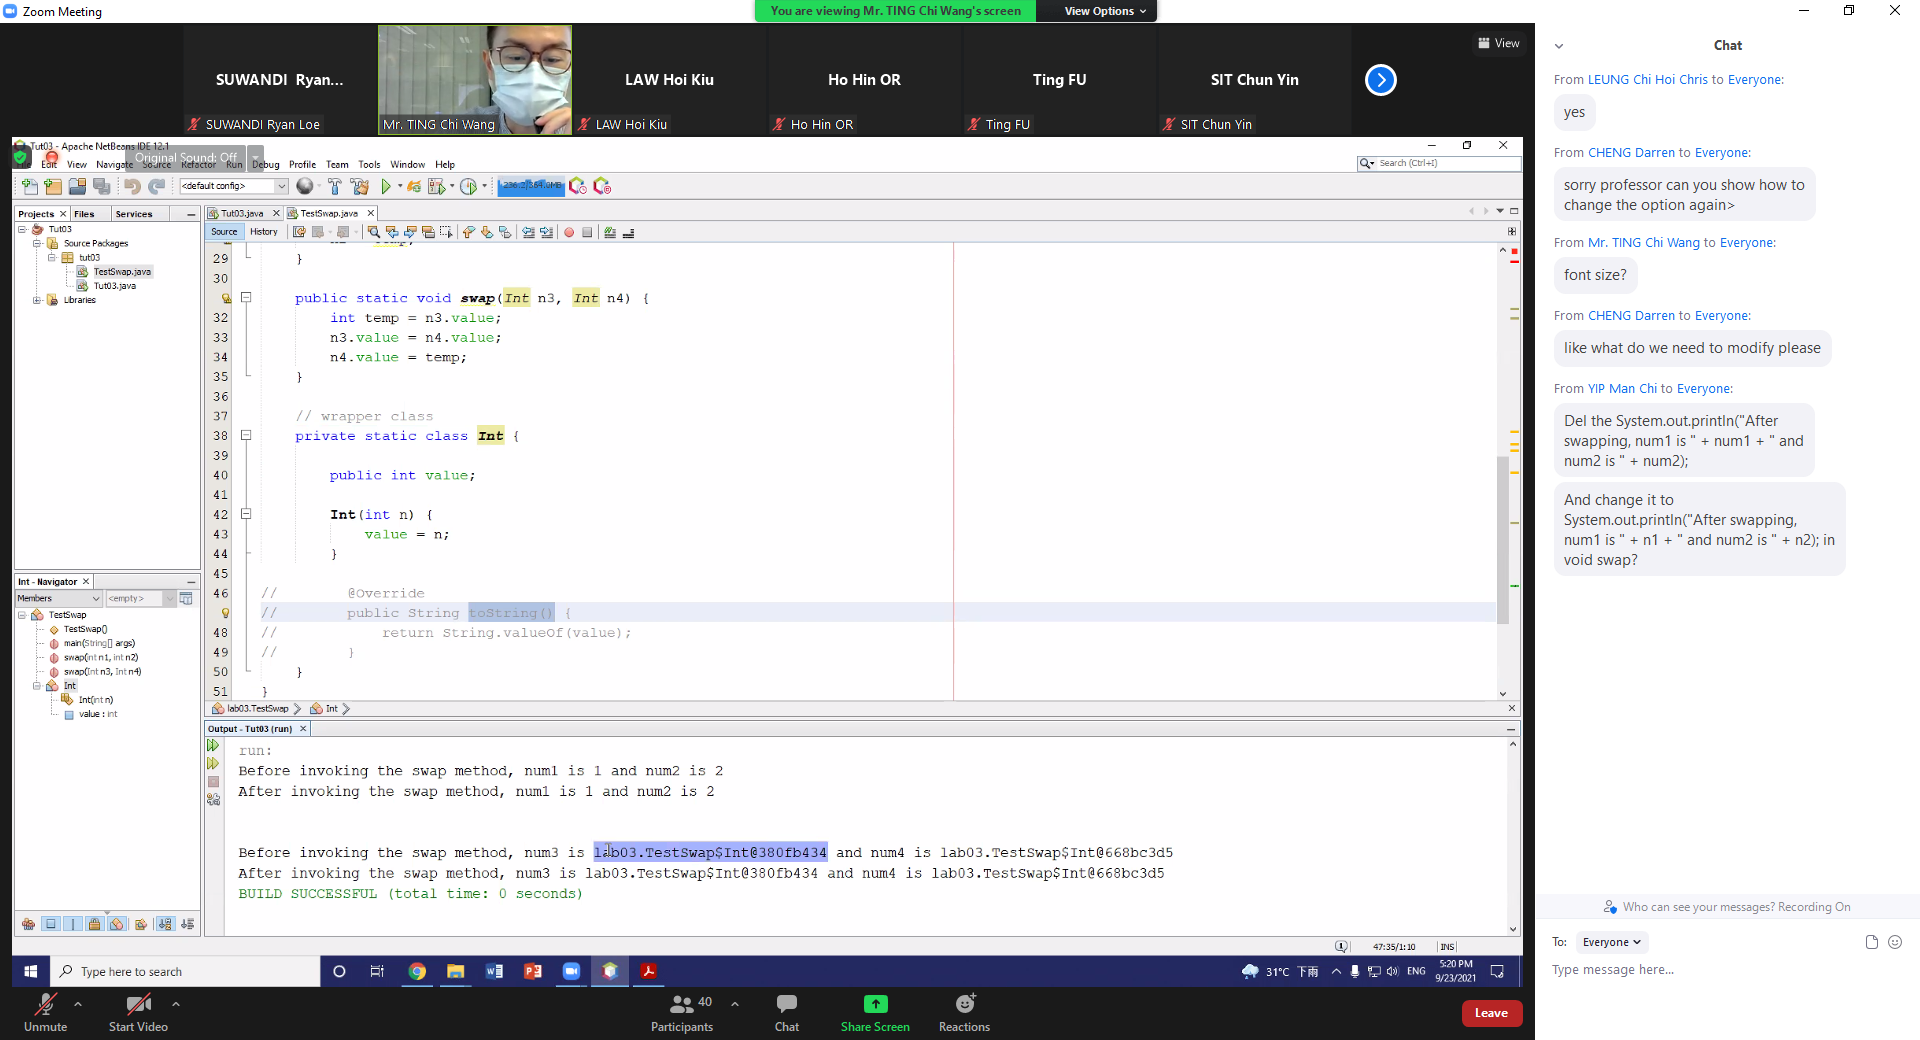 Zoom Meeting
You are viewing Mr. TING Chi Wang's screen
View Options
SUWANDI Ryan...
LAW Hoi Kiu
Ho Hin OR
Ting FU
SIT Chun Yin
View
SUWANDI Ryan Loe
Mr. TING Chi Wang
LAW Hoi Kiu
Ho Hin OR
Ting FU
SIT Chun Yin
Tut03 - Apache NetBeans IDE 12.1
Original Sound: Off
Edit View Navigate Source Refactor Run Debug Profile Team Tools Window Help
Search (Ctrl+I)
<default config>
236.2/364.0MB
Projects Files Services
Tut03
Source Packages
tut03
TestSwap.java
Tut03.java
Libraries
Tut03.java TestSwap.java
Source History
29 }
30
public static void swap(Int n3, Int n4) {
32 int temp = n3.value;
33 n3.value = n4.value;
34 n4.value = temp;
35 }
36
37 // wrapper class
38 private static class Int {
39
40 public int value;
41
42 Int(int n) {
43 value = n;
44 }
45
46 // @Override
// public String toString() {
48 // return String.valueOf(value);
49 // }
50 }
51 }
lab03.TestSwap Int
Int - Navigator
Members <empty>
TestSwap
TestSwap()
main(String[] args)
swap(int n1, int n2)
swap(Int n3, Int n4)
Int
Int(int n)
value : int
Output - Tut03 (run)
run:
Before invoking the swap method, num1 is 1 and num2 is 2
After invoking the swap method, num1 is 1 and num2 is 2
Before invoking the swap method, num3 is lab03.TestSwap$Int@380fb434 and num4 is lab03.TestSwap$Int@668bc3d5
After invoking the swap method, num3 is lab03.TestSwap$Int@380fb434 and num4 is lab03.TestSwap$Int@668bc3d5
BUILD SUCCESSFUL (total time: 0 seconds)
47:35/1:10 INS
Type here to search
31°C 下雨
ENG
5:20 PM
9/23/2021
Unmute
Start Video
40
Participants
Chat
Share Screen
Reactions
Leave
Chat
From LEUNG Chi Hoi Chris to Everyone:
yes
From CHENG Darren to Everyone:
sorry professor can you show how to
change the option again>
From Mr. TING Chi Wang to Everyone:
font size?
From CHENG Darren to Everyone:
like what do we need to modify please
From YIP Man Chi to Everyone:
Del the System.out.println("After
swapping, num1 is " + num1 + " and
num2 is " + num2);
And change it to
System.out.println("After swapping,
num1 is " + n1 + " and num2 is " + n2); in
void swap?
Who can see your messages? Recording On
To: Everyone
Type message here...